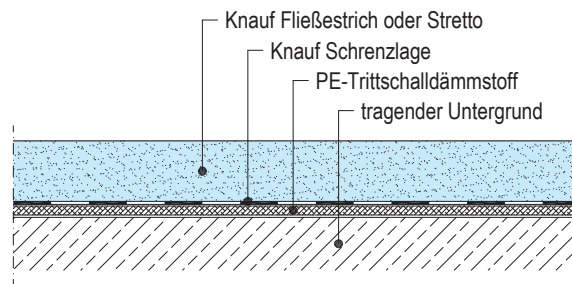 Knauf Fließestrich oder Stretto
Knauf Schrenzlage
PE-Trittschalldämmstoff
tragender Untergrund